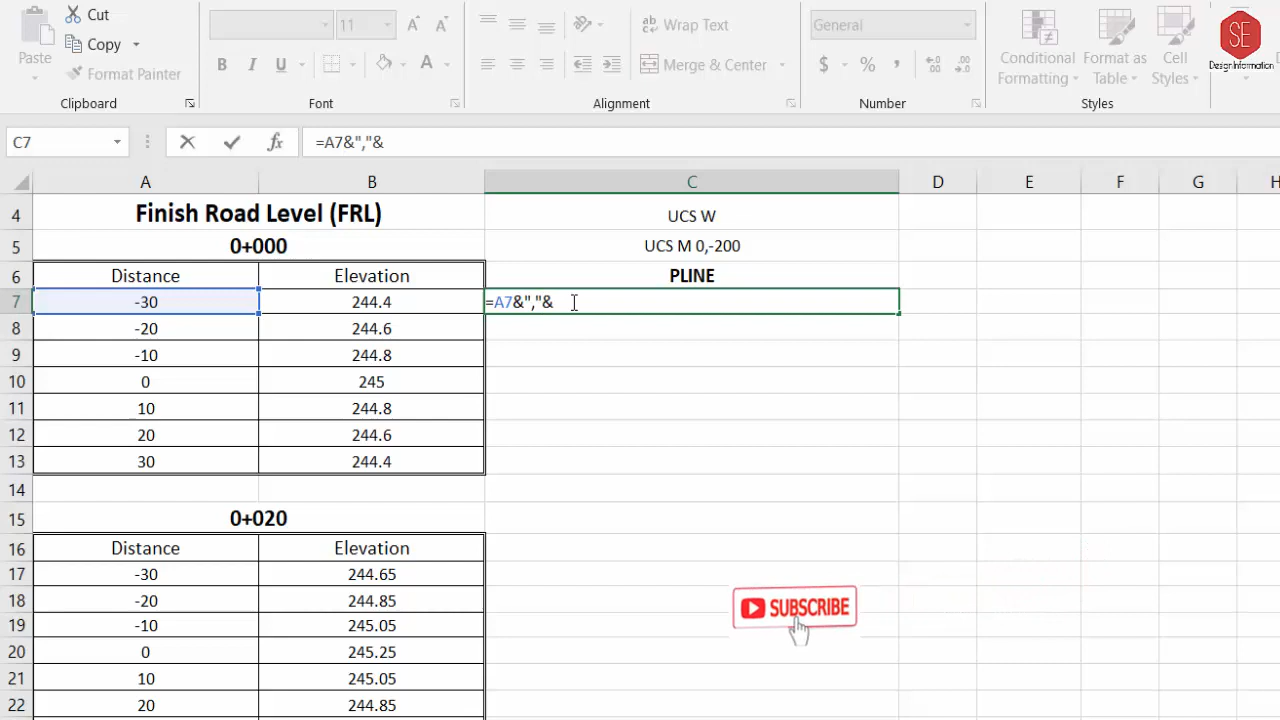 Cut
Copy
Paste
Format Painter
Clipboard
11
B I U
A
Font
ab
Wrap Text
Merge & Center
Alignment
General
$ % ,
Number
Conditional Formatting
Format as Table
Cell Styles
Styles
SE
Design Information
C7
fx
=A7&","&
A B C D E F G H
4 Finish Road Level (FRL) UCS W
5 0+000 UCS M 0,-200
6 Distance Elevation PLINE
7 -30 244.4 =A7&","&
8 -20 244.6
9 -10 244.8
10 0 245
11 10 244.8
12 20 244.6
13 30 244.4
14
15 0+020
16 Distance Elevation
17 -30 244.65
18 -20 244.85
19 -10 245.05
20 0 245.25
21 10 245.05
22 20 244.85
SUBSCRIBE